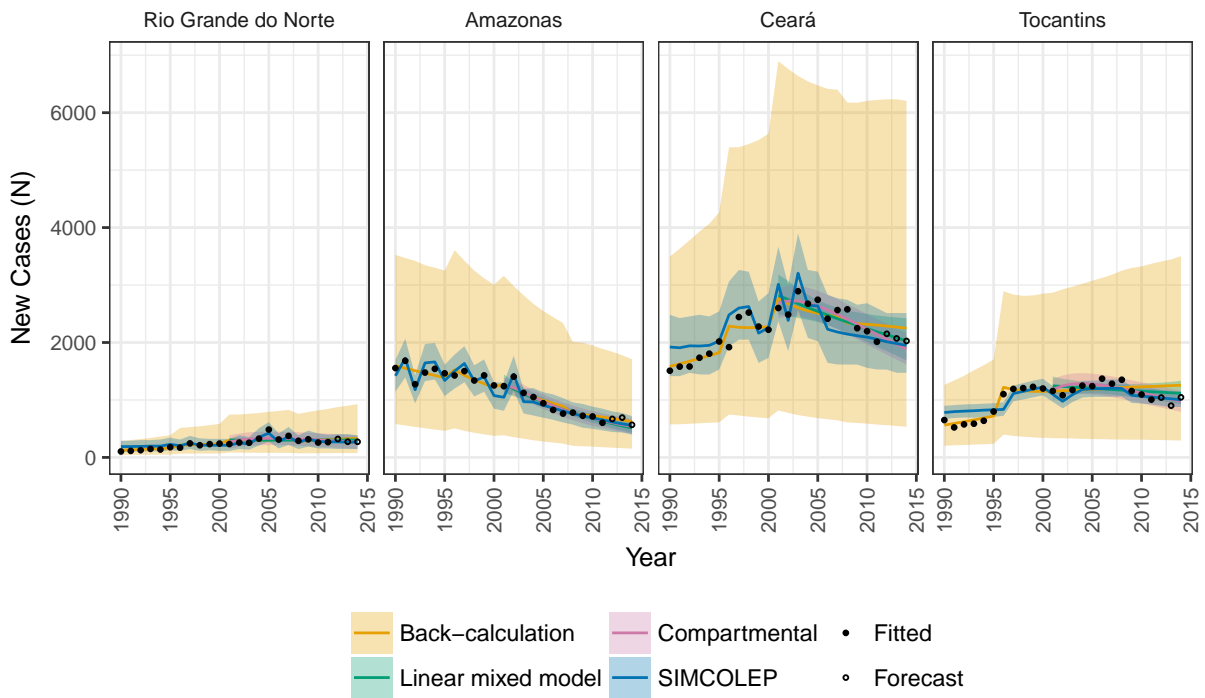 Rio Grande do Norte Amazonas Ceará Tocantins
New Cases (N)
6000
4000
2000
0
1990 1995 2000 2005 2010 2015 1990 1995 2000 2005 2010 2015 1990 1995 2000 2005 2010 2015 1990 1995 2000 2005 2010 2015
Year
Back−calculation Compartmental Fitted
Linear mixed model SIMCOLEP Forecast